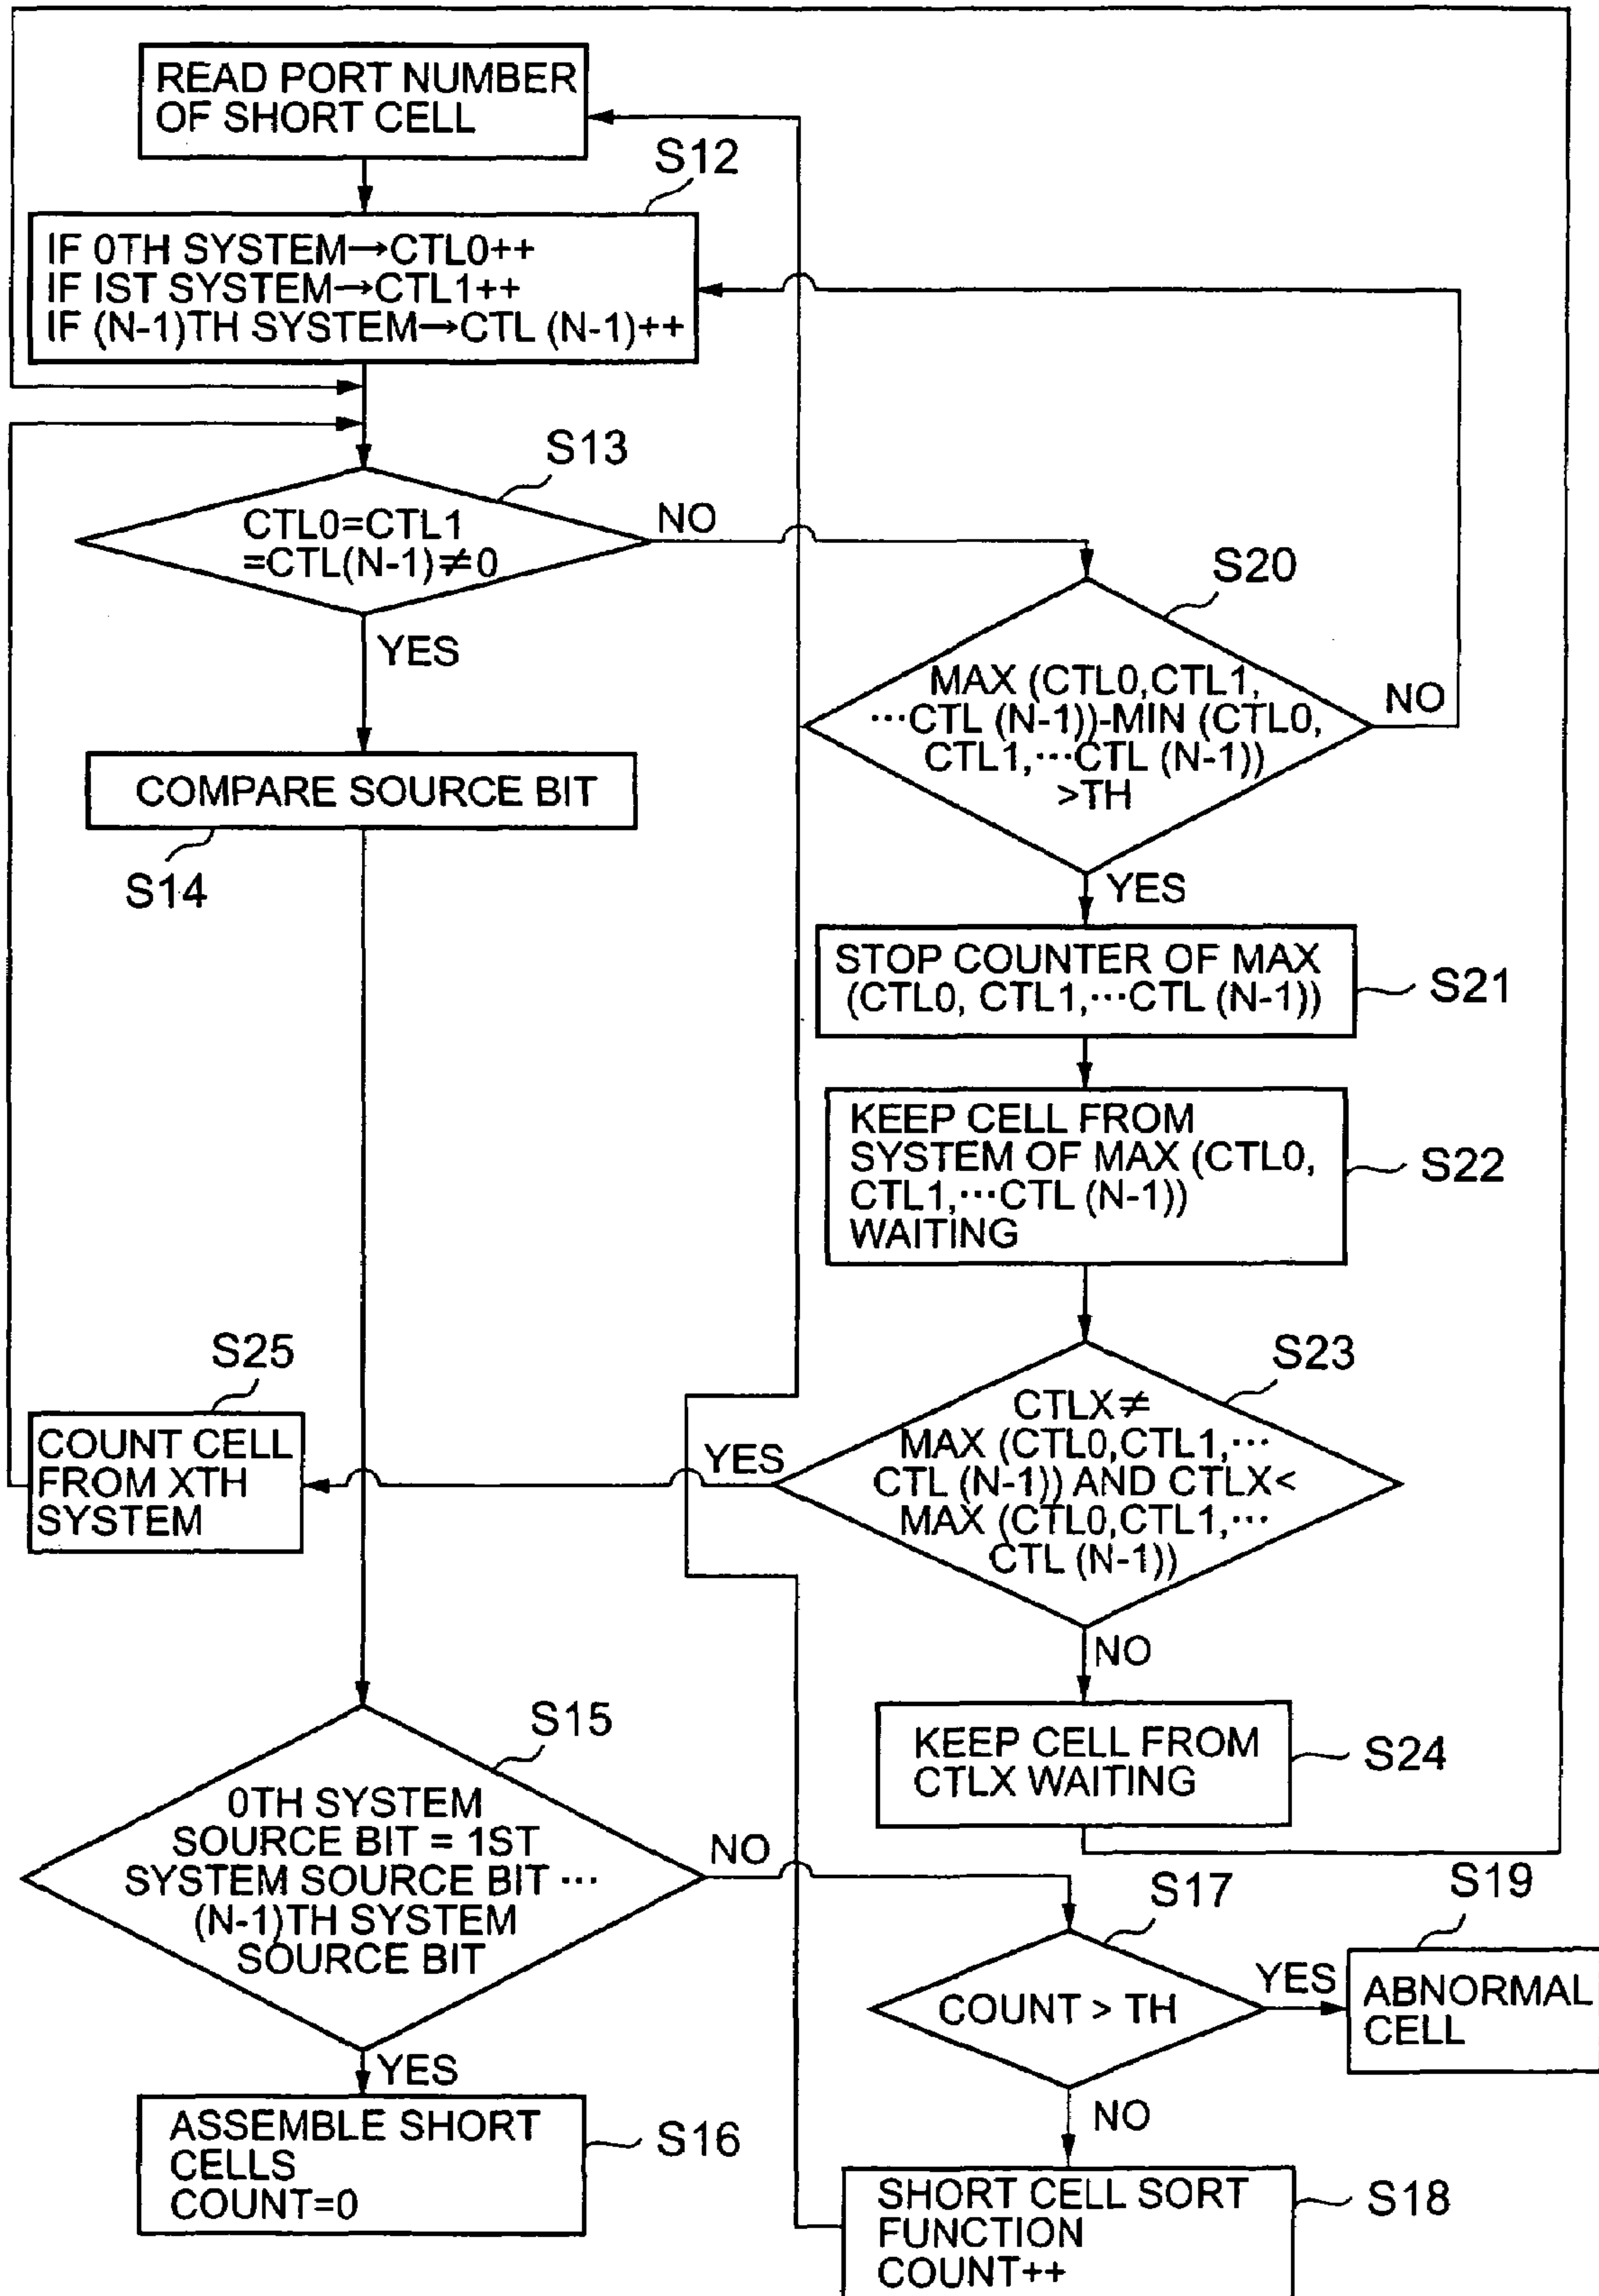 READ PORT NUMBER
OF SHORT CELL
S12
IF 0TH SYSTEM→CTL0++
IF IST SYSTEM→CTL1++
IF (N-1)TH SYSTEM→CTL (N-1)++
S13
CTL0=CTL1
=CTL(N-1)≠0
NO
YES
S20
MAX (CTL0,CTL1,
···CTL (N-1))-MIN (CTL0,
CTL1,···CTL (N-1))
>TH
NO
YES
COMPARE SOURCE BIT
S14
STOP COUNTER OF MAX
(CTL0, CTL1,···CTL (N-1))
S21
KEEP CELL FROM
SYSTEM OF MAX (CTL0,
CTL1,···CTL (N-1))
WAITING
S22
S23
CTLX≠
MAX (CTL0,CTL1,···
CTL (N-1)) AND CTLX<
MAX (CTL0,CTL1,···
CTL (N-1))
YES
NO
S25
COUNT CELL
FROM XTH
SYSTEM
KEEP CELL FROM
CTLX WAITING
S24
S15
0TH SYSTEM
SOURCE BIT = 1ST
SYSTEM SOURCE BIT ···
(N-1)TH SYSTEM
SOURCE BIT
NO
YES
S17
COUNT > TH
YES
NO
S19
ABNORMAL
CELL
ASSEMBLE SHORT
CELLS
COUNT=0
S16
SHORT CELL SORT
FUNCTION
COUNT++
S18